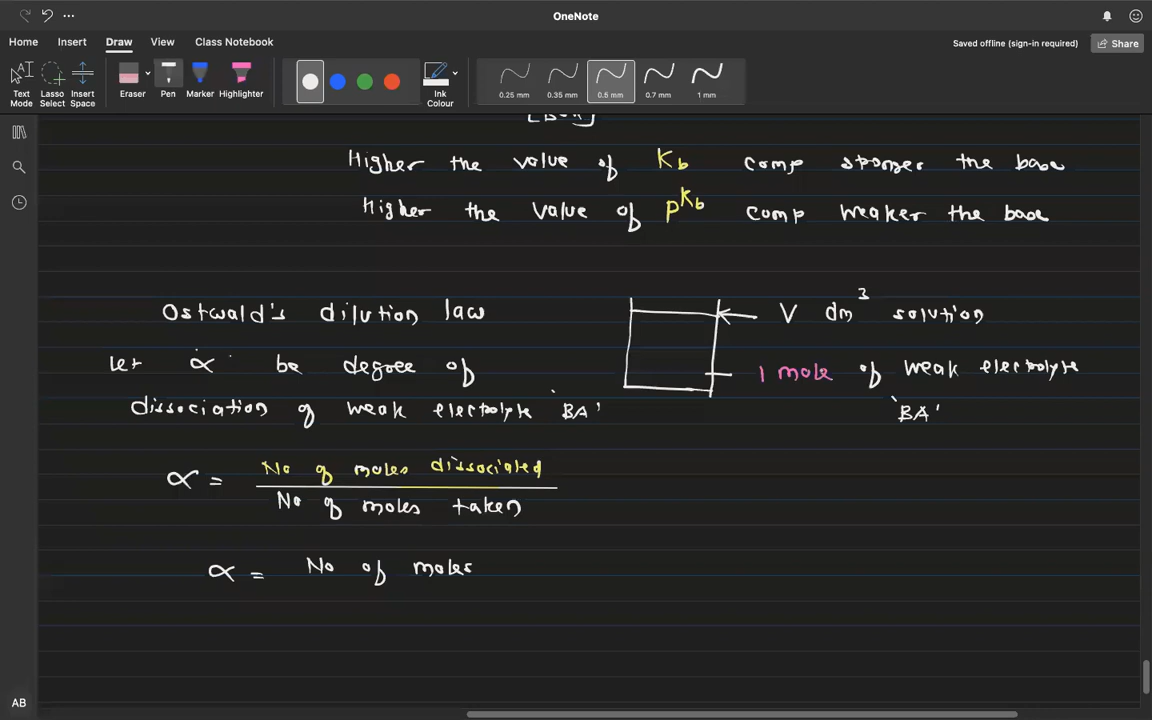 OneNote
Home Insert Draw View Class Notebook
Saved offline (sign-in required) Share
Text Mode Lasso Select Insert Space Eraser Pen Marker Highlighter Ink Colour 0.25 mm 0.35 mm 0.5 mm 0.7 mm 1 mm
Higher the value of Kb comp stronger the base
Higher the value of pKb comp weaker the base
Ostwald's dilution law
V dm³ solution
Let ∝ be degree of
1 mole of weak electrolyte
dissociation of weak electrolyte 'BA'
'BA'
∝ = No of moles dissociated
No of moles taken
∝ = No of moles
AB